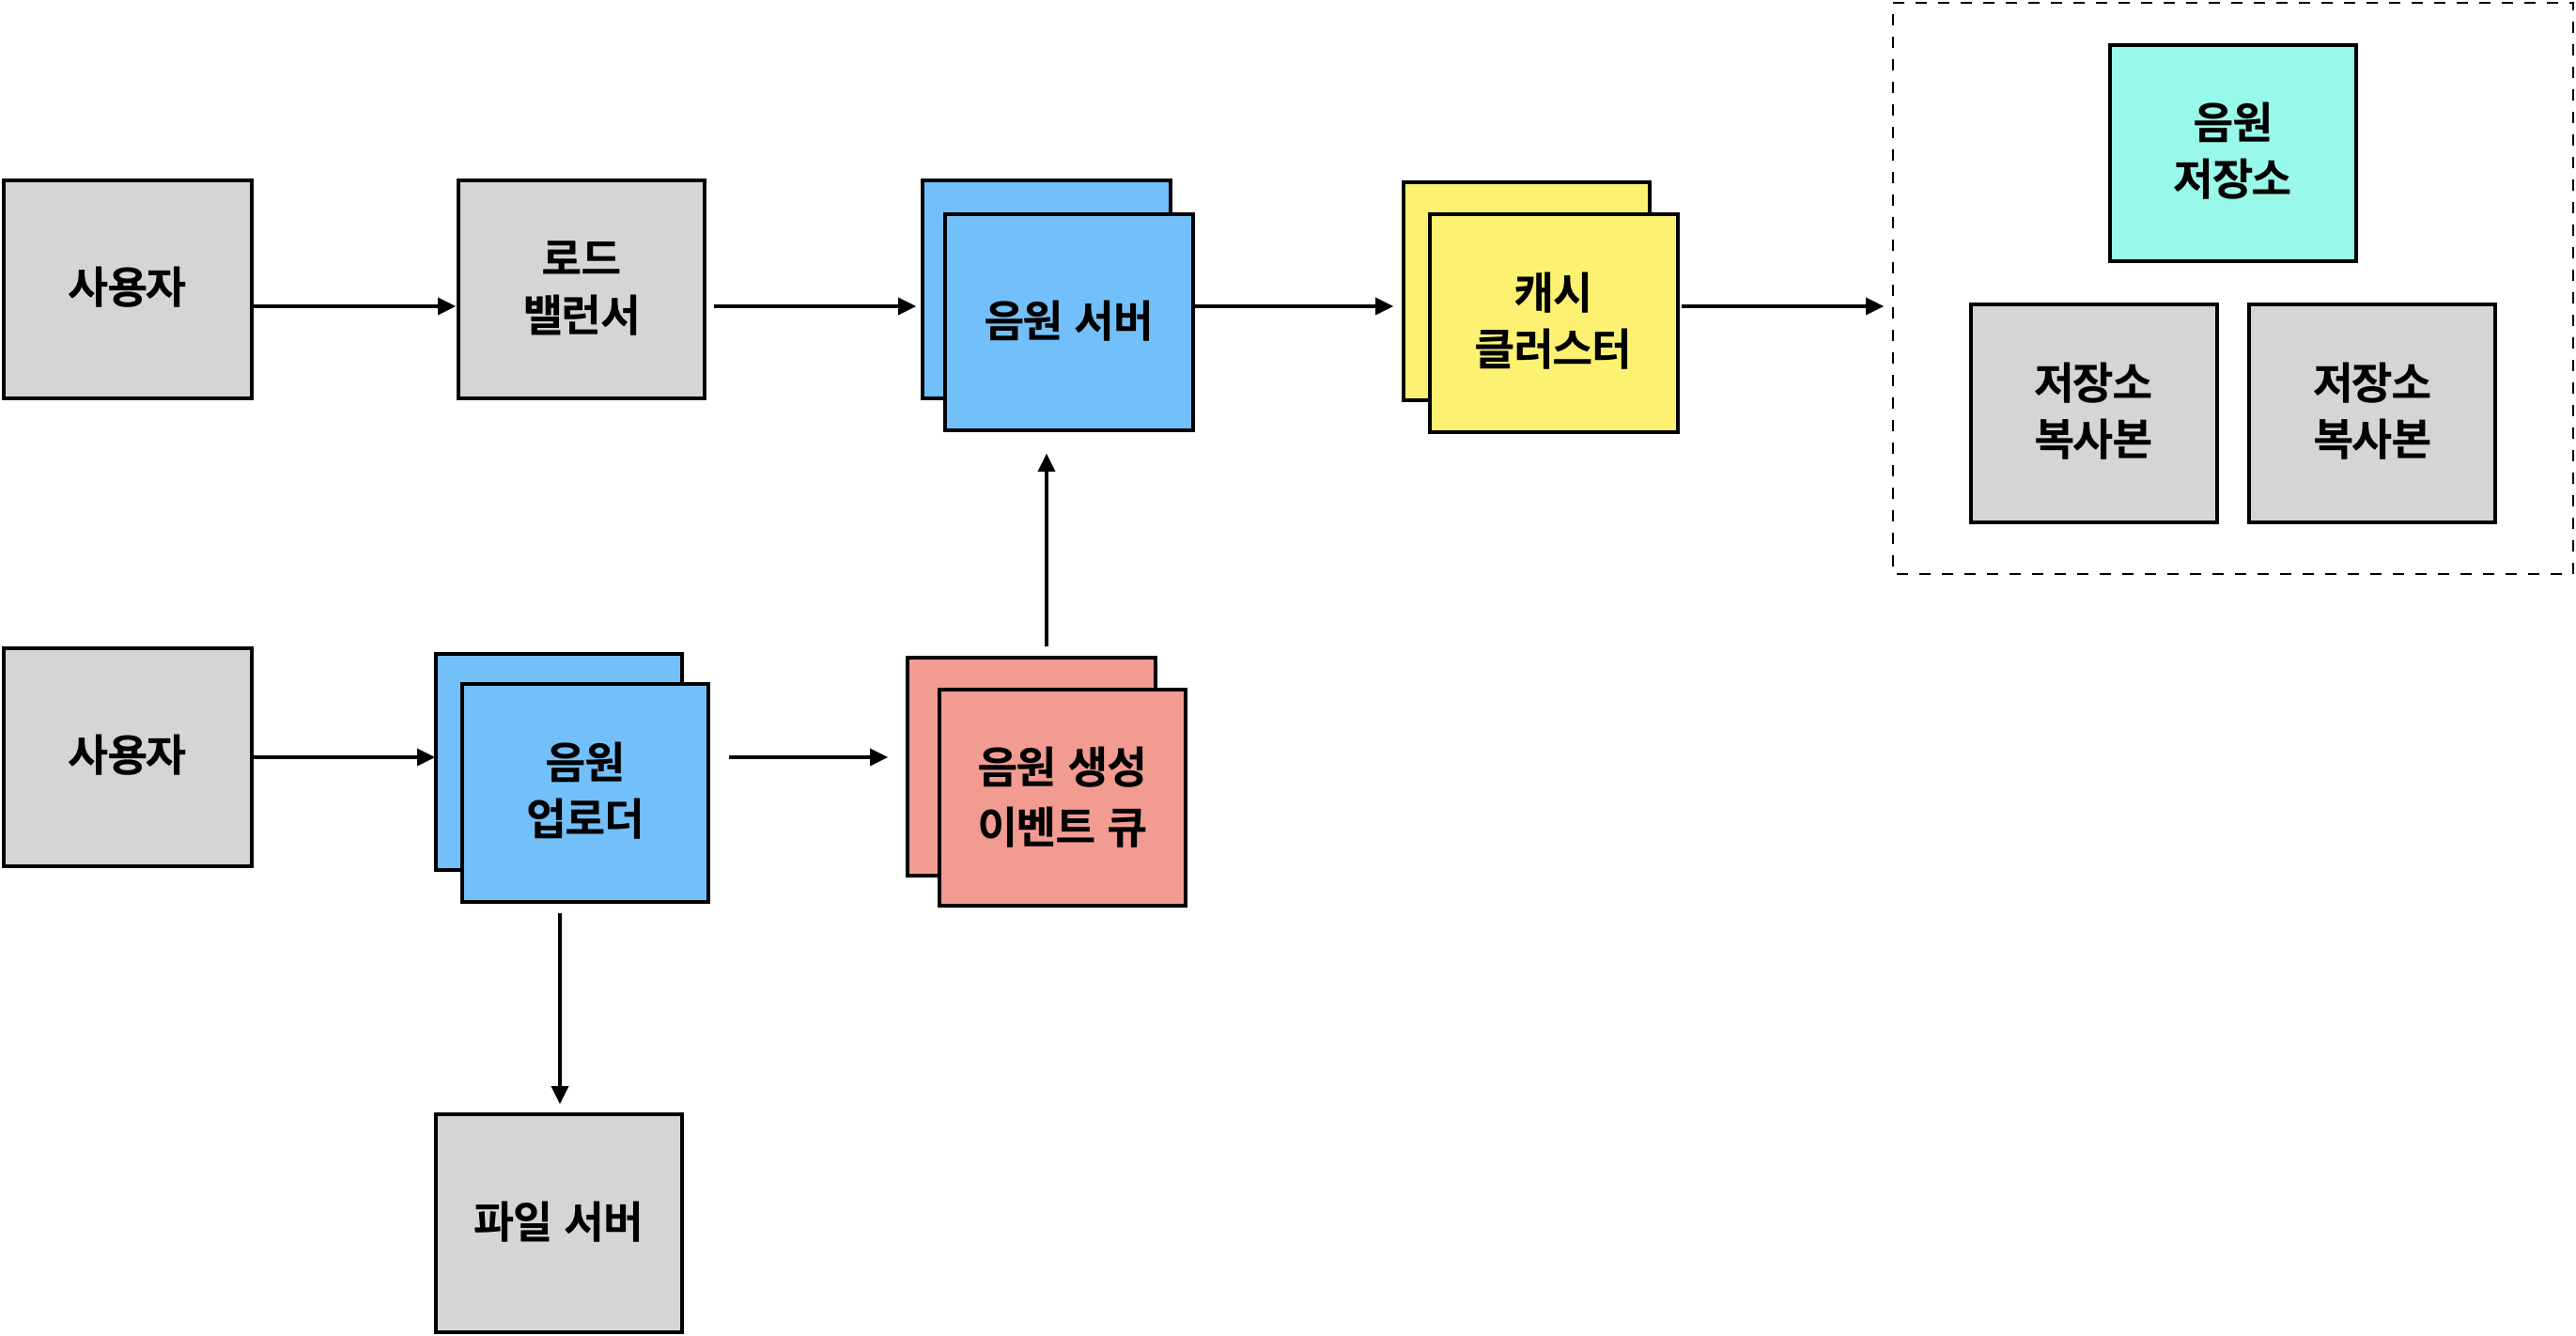 음원
저장소
사용자
로드
밸런서
음원 서버
캐시
클러스터
저장소
복사본
저장소
복사본
사용자
음원
업로더
음원 생성
이벤트 큐
파일 서버